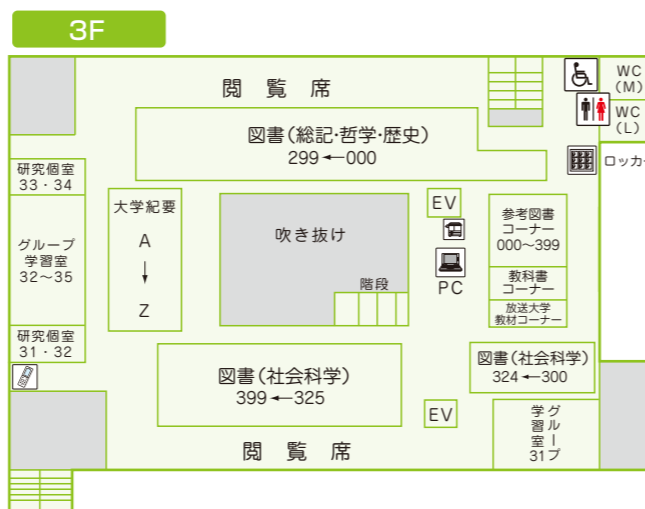 3F
閲覧席
WC
(M)
WC
(L)
図書(総記・哲学・歴史)
299←000
ロッカ
研究個室
33・34
大学紀要
A
↓
Z
吹き抜け
階段
EV
PC
参考図書
コーナー
000〜399
教科書
コーナー
放送大学
教材コーナー
グループ
学習室
32〜35
研究個室
31・32
図書(社会科学)
399←325
図書(社会科学)
324←300
EV
グループ
学習室31
閲覧席